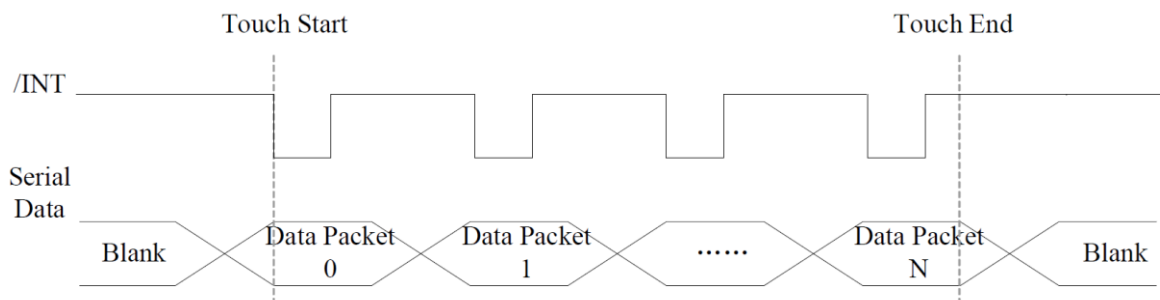 Touch Start
Touch End
/INT
Serial
Data
Blank
Data Packet
0
Data Packet
1
......
Data Packet
N
Blank